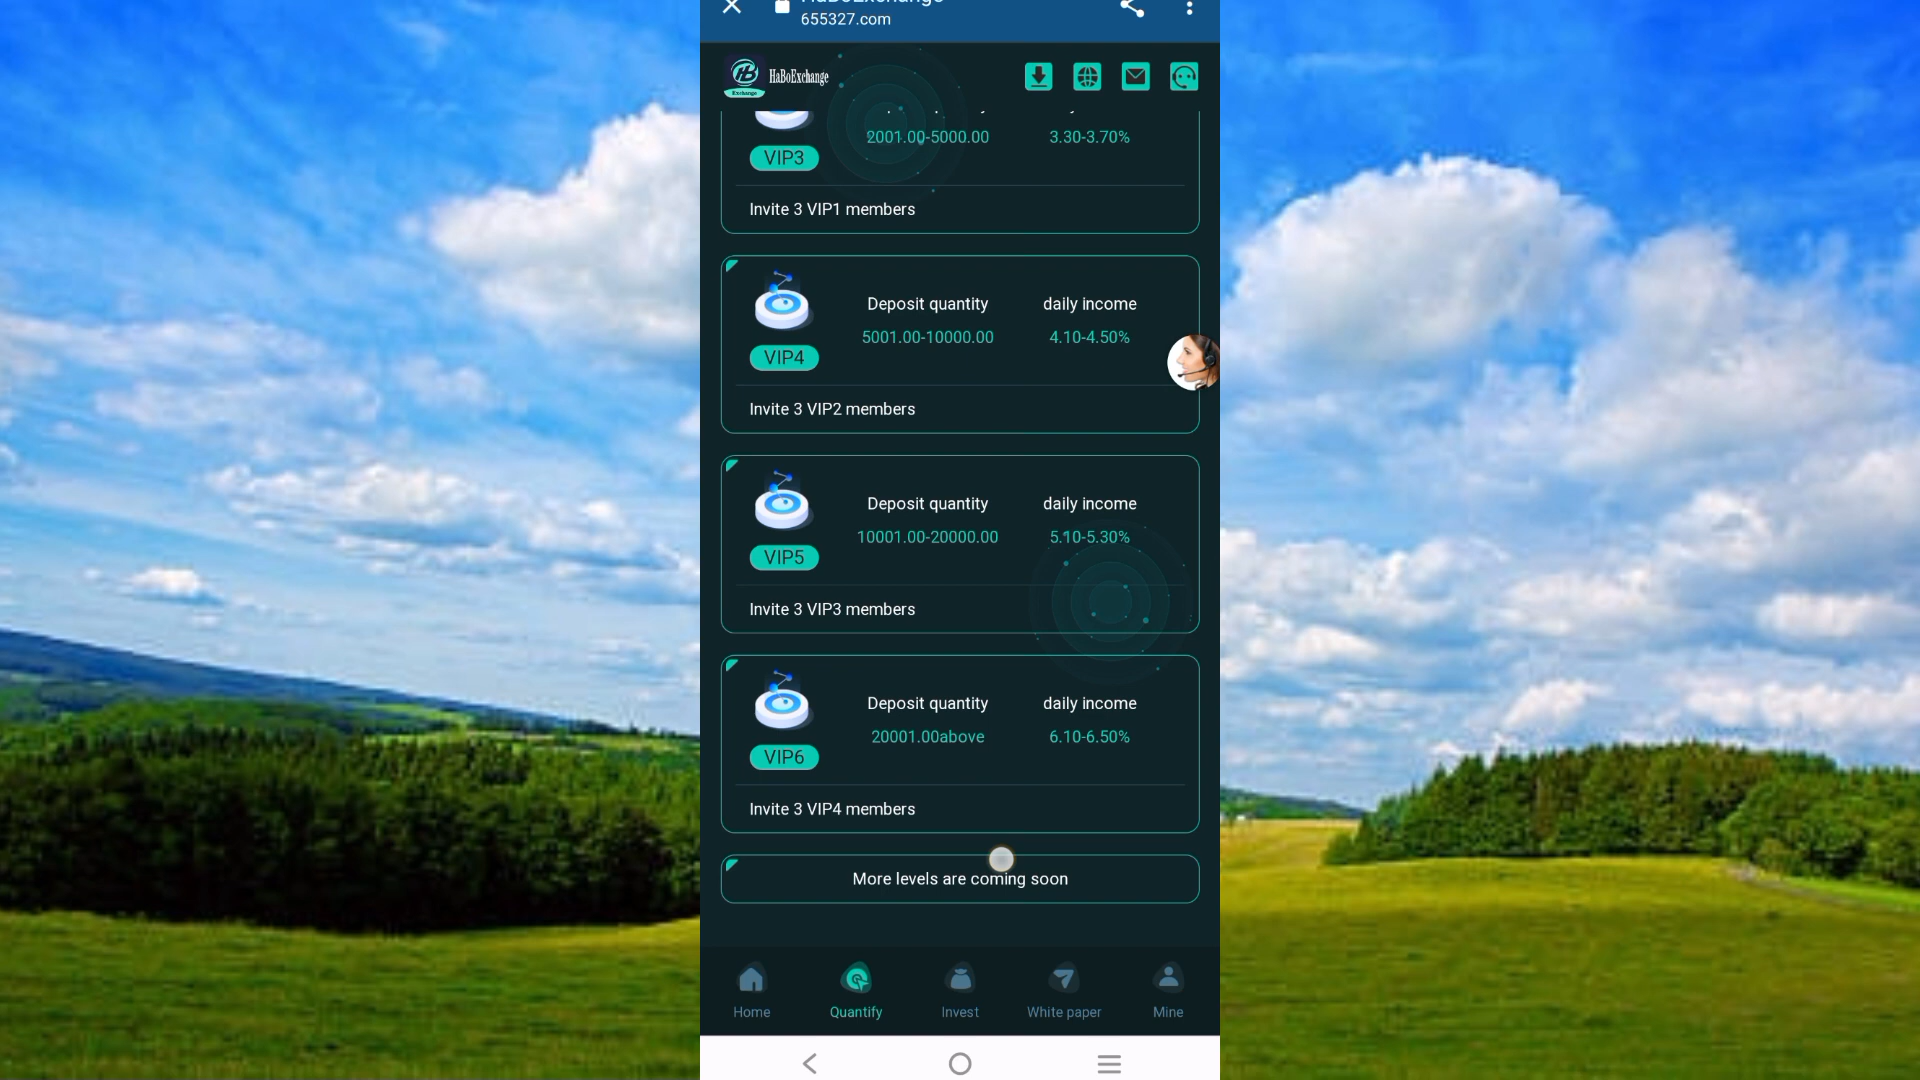 655327.com
HB
Exchange
HaBoExchange
2001.00-5000.00 3.30-3.70%
VIP3
Invite 3 VIP1 members
Deposit quantity daily income
5001.00-10000.00 4.10-4.50%
VIP4
Invite 3 VIP2 members
Deposit quantity daily income
10001.00-20000.00 5.10-5.30%
VIP5
Invite 3 VIP3 members
Deposit quantity daily income
20001.00above 6.10-6.50%
VIP6
Invite 3 VIP4 members
More levels are coming soon
Home Quantify Invest White paper Mine